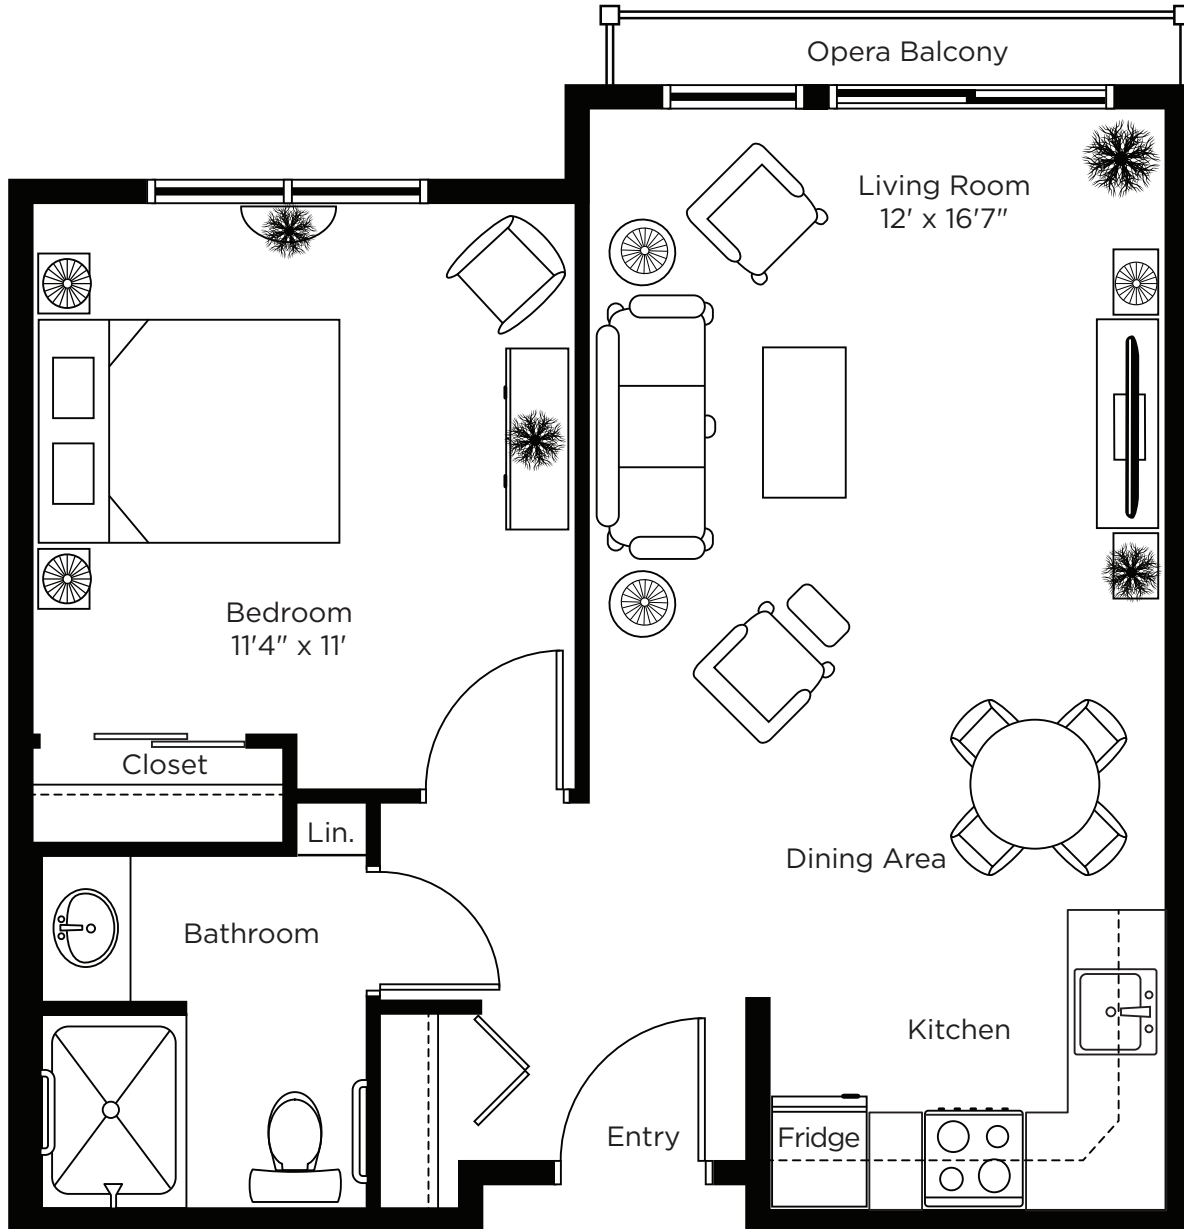 Opera Balcony
Living Room
12' x 16'7"
Bedroom
11'4" x 11'
Closet
Lin.
Dining Area
Bathroom
Kitchen
Entry
Fridge